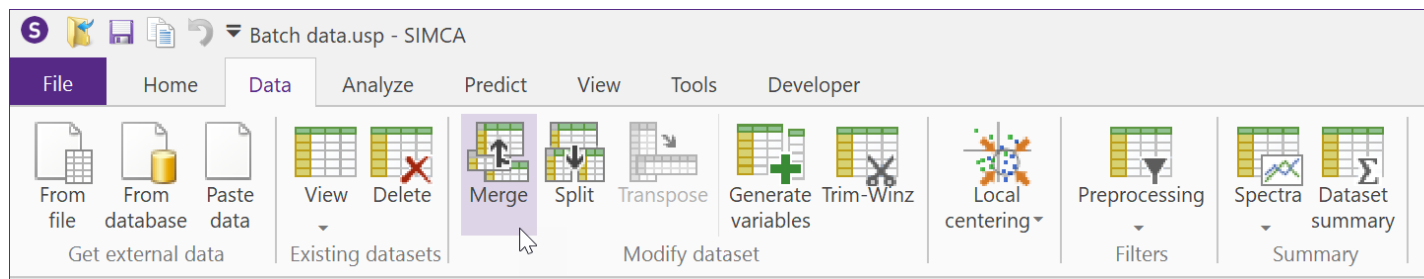 S Batch data.usp - SIMCA
File Home Data Analyze Predict View Tools Developer
From file
From database
Paste data
View
Delete
Merge
Split
Transpose
Generate variables
Trim-Winz
Local centering
Preprocessing
Spectra
Dataset summary
Get external data
Existing datasets
Modify dataset
Filters
Summary